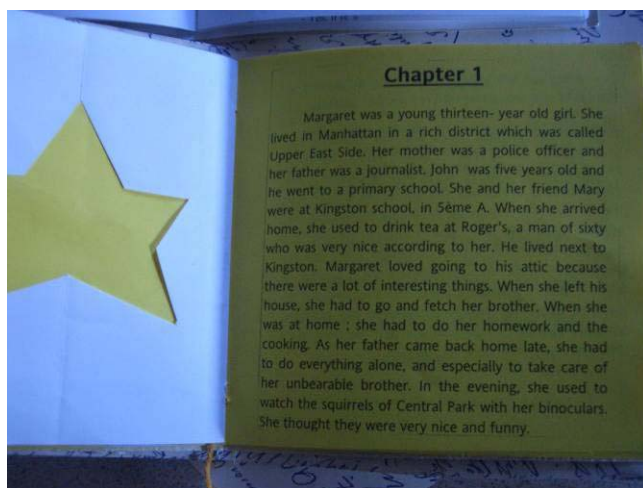 Chapter 1
Margaret was a young thirteen- year old girl. She
lived in Manhattan in a rich district which was called
Upper East Side. Her mother was a police officer and
her father was a journalist. John was five years old and
he went to a primary school. She and her friend Mary
were at Kingston school, in 5ème A. When she arrived
home, she used to drink tea at Roger's, a man of sixty
who was very nice according to her. He lived next to
Kingston. Margaret loved going to his attic because
there were a lot of interesting things. When she left his
house, she had to go and fetch her brother. When she
was at home ; she had to do her homework and the
cooking. As her father came back home late, she had
to do everything alone, and especially to take care of
her unbearable brother. In the evening, she used to
watch the squirrels of Central Park with her binoculars.
She thought they were very nice and funny.